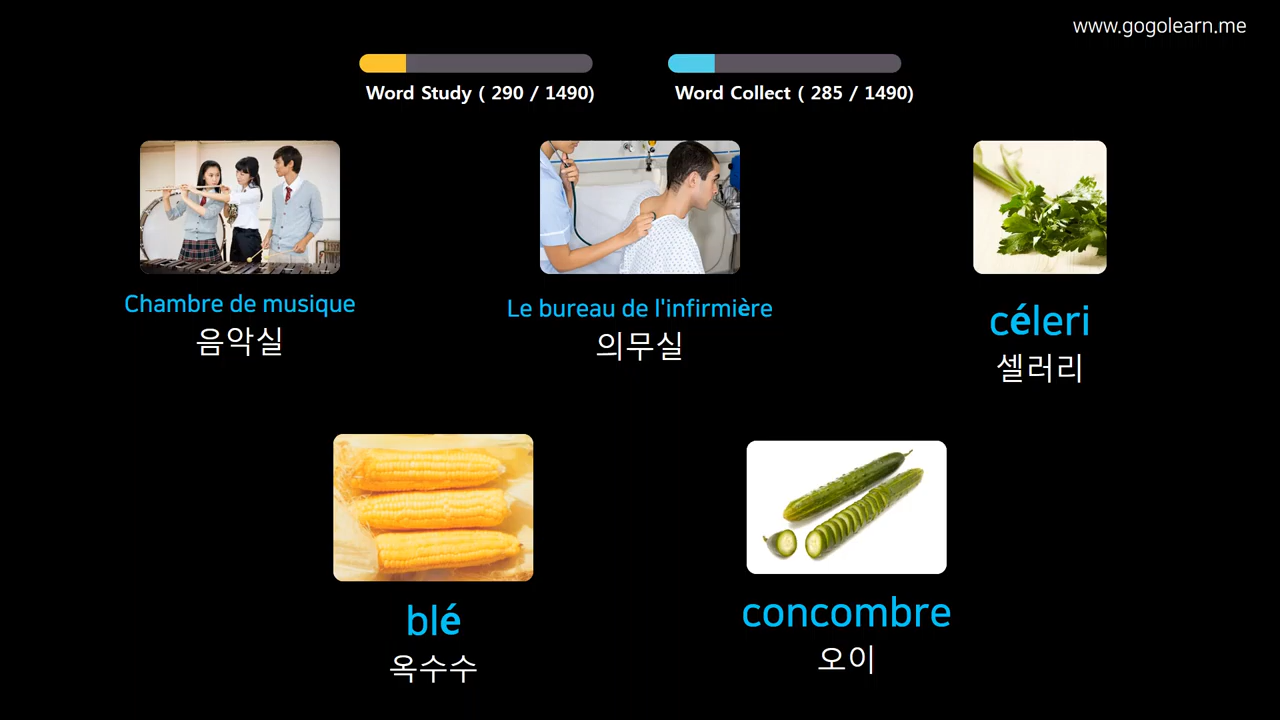 www.gogolearn.me
Word Study ( 290 / 1490)
Word Collect ( 285 / 1490)
Chambre de musique
음악실
Le bureau de l'infirmière
의무실
céleri
셀러리
blé
옥수수
concombre
오이